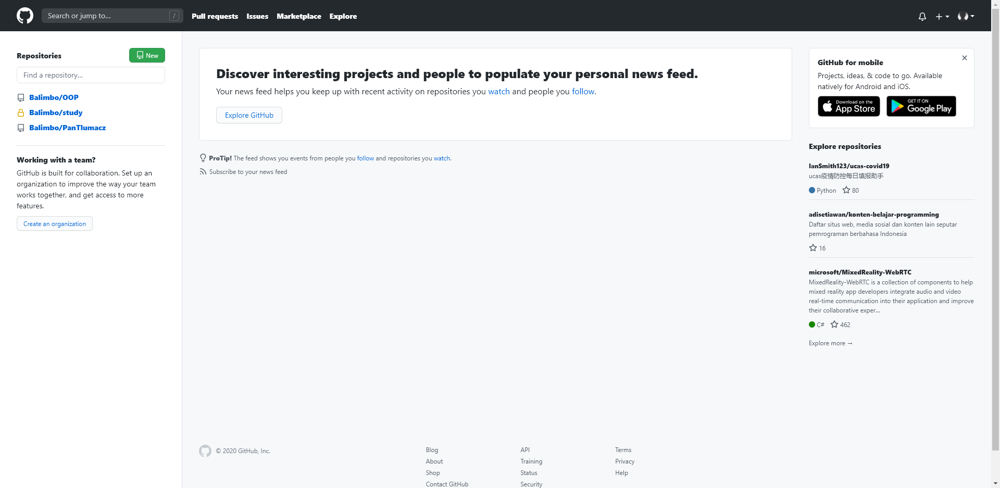 Search or jump to...
/
Pull requests
Issues
Marketplace
Explore
Repositories
New
Find a repository...
Balimbo/OOP
Balimbo/study
Balimbo/PanTlumacz
Working with a team?
GitHub is built for collaboration. Set up an
organization to improve the way your team
works together, and get access to more
features.
Create an organization
Discover interesting projects and people to populate your personal news feed.
Your news feed helps you keep up with recent activity on repositories you watch and people you follow.
Explore GitHub
ProTip! The feed shows you events from people you follow and repositories you watch.
Subscribe to your news feed
GitHub for mobile
Projects, ideas, & code to go. Available
natively for Android and iOS.
Download on the
App Store
GET IT ON
Google Play
Explore repositories
IanSmith123/ucas-covid19
ucas疫情防控每日填报助手
Python
80
adisetiawan/konten-belajar-programming
Daftar situs web, media sosial dan konten lain seputar
pemrograman berbahasa Indonesia
16
microsoft/MixedReality-WebRTC
MixedReality-WebRTC is a collection of components to help
mixed reality app developers integrate audio and video
real-time communication into their application and improve
their collaborative exper...
C#
462
Explore more →
© 2020 GitHub, Inc.
Blog
About
Shop
Contact GitHub
API
Training
Status
Security
Terms
Privacy
Help